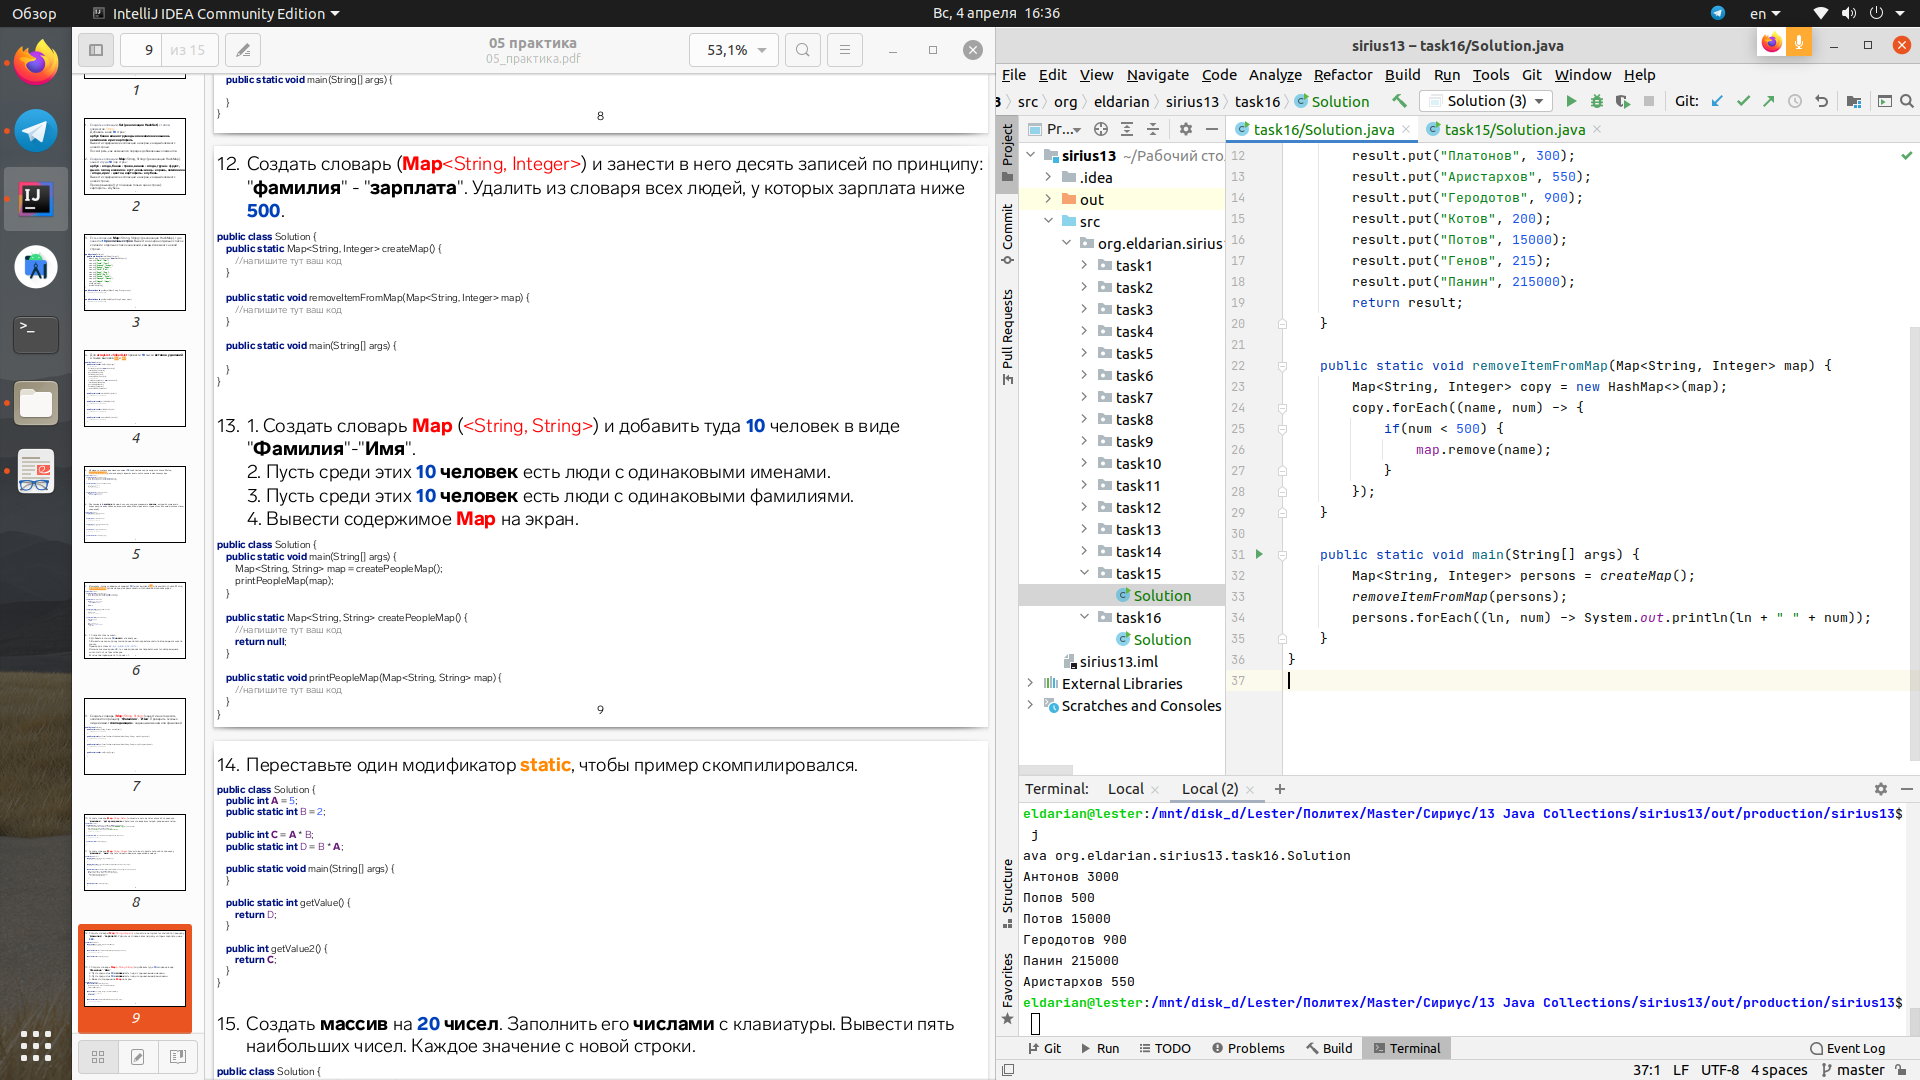 Обзор
IntelliJ IDEA Community Edition
Вс, 4 апреля 16:36
en
9 из 15
05 практика
05_практика.pdf
53,1%
1
2
3
4
5
6
7
8
9
public static void main(String[] args) {
}
}
8
12. Создать словарь (Map<String, Integer>) и занести в него десять записей по принципу:
"фамилия" - "зарплата". Удалить из словаря всех людей, у которых зарплата ниже
500.
public class Solution {
public static Map<String, Integer> createMap() {
//напишите тут ваш код
}
public static void removeItemFromMap(Map<String, Integer> map) {
//напишите тут ваш код
}
public static void main(String[] args) {
}
}
13. 1. Создать словарь Map (<String, String>) и добавить туда 10 человек в виде
"Фамилия"-"Имя".
2. Пусть среди этих 10 человек есть люди с одинаковыми именами.
3. Пусть среди этих 10 человек есть люди с одинаковыми фамилиями.
4. Вывести содержимое Map на экран.
public class Solution {
public static void main(String[] args) {
Map<String, String> map = createPeopleMap();
printPeopleMap(map);
}
public static Map<String, String> createPeopleMap() {
//напишите тут ваш код
return null;
}
public static void printPeopleMap(Map<String, String> map) {
//напишите тут ваш код
}
}
9
14. Переставьте один модификатор static, чтобы пример скомпилировался.
public class Solution {
public int A = 5;
public static int B = 2;
public int C = A * B;
public static int D = B * A;
public static void main(String[] args) {
}
public static int getValue() {
return D;
}
public int getValue2() {
return C;
}
}
15. Создать массив на 20 чисел. Заполнить его числами с клавиатуры. Вывести пять
наибольших чисел. Каждое значение с новой строки.
public class Solution {
sirius13 – task16/Solution.java
File Edit View Navigate Code Analyze Refactor Build Run Tools Git Window Help
3 src org eldarian sirius13 task16 Solution
Solution (3)
Git:
Project
Commit
Pull Requests
Structure
Favorites
Pr...
sirius13 ~/Рабочий сто
.idea
out
src
org.eldarian.sirius
task1
task2
task3
task4
task5
task6
task7
task8
task9
task10
task11
task12
task13
task14
task15
Solution
task16
Solution
sirius13.iml
External Libraries
Scratches and Consoles
task16/Solution.java
task15/Solution.java
12 result.put("Платонов", 300);
13 result.put("Аристархов", 550);
14 result.put("Геродотов", 900);
15 result.put("Котов", 200);
16 result.put("Потов", 15000);
17 result.put("Генов", 215);
18 result.put("Панин", 215000);
19 return result;
20 }
21
22 public static void removeItemFromMap(Map<String, Integer> map) {
23 Map<String, Integer> copy = new HashMap<>(map);
24 copy.forEach((name, num) -> {
25 if(num < 500) {
26 map.remove(name);
27 }
28 });
29 }
30
31 public static void main(String[] args) {
32 Map<String, Integer> persons = createMap();
33 removeItemFromMap(persons);
34 persons.forEach((ln, num) -> System.out.println(ln + " " + num));
35 }
36 }
37
Terminal: Local Local (2)
eldarian@lester:/mnt/disk_d/Lester/Политех/Master/Сириус/13 Java Collections/sirius13/out/production/sirius13$
j
ava org.eldarian.sirius13.task16.Solution
Антонов 3000
Попов 500
Потов 15000
Геродотов 900
Панин 215000
Аристархов 550
eldarian@lester:/mnt/disk_d/Lester/Политех/Master/Сириус/13 Java Collections/sirius13/out/production/sirius13$
Git Run TODO Problems Build Terminal Event Log
37:1 LF UTF-8 4 spaces master